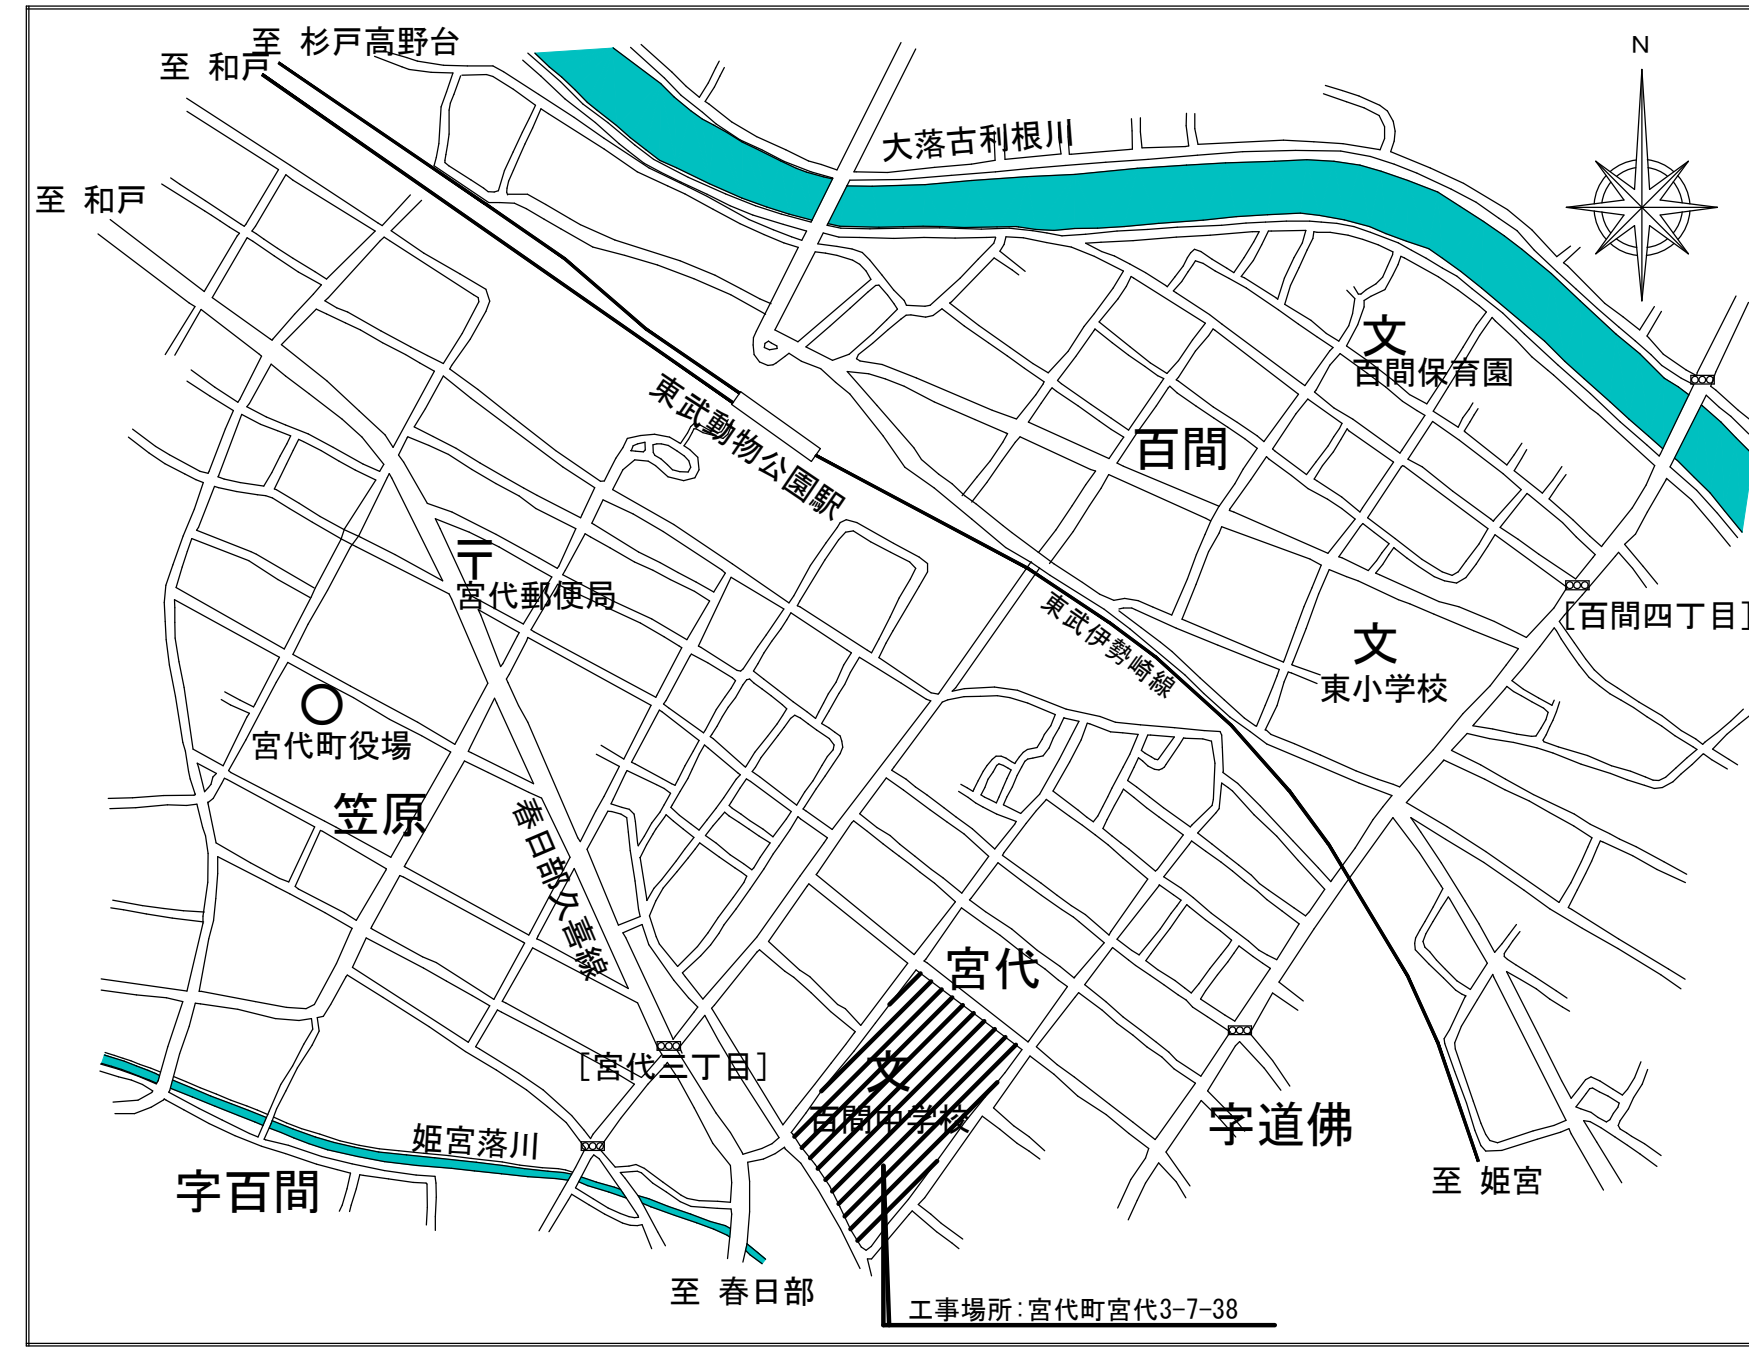 至 杉戸高野台
至 和戸
N
大落古利根川
至 和戸
文
百間保育園
東武動物公園駅
百間
〒
宮代郵便局
[百間四丁目]
東武伊勢崎線
文
東小学校
宮代町役場
笠原
春日部久喜線
宮代
[宮代三丁目]
文
百間中学校
字道佛
姫宮落川
字百間
至 姫宮
至 春日部
工事場所:宮代町宮代3-7-38